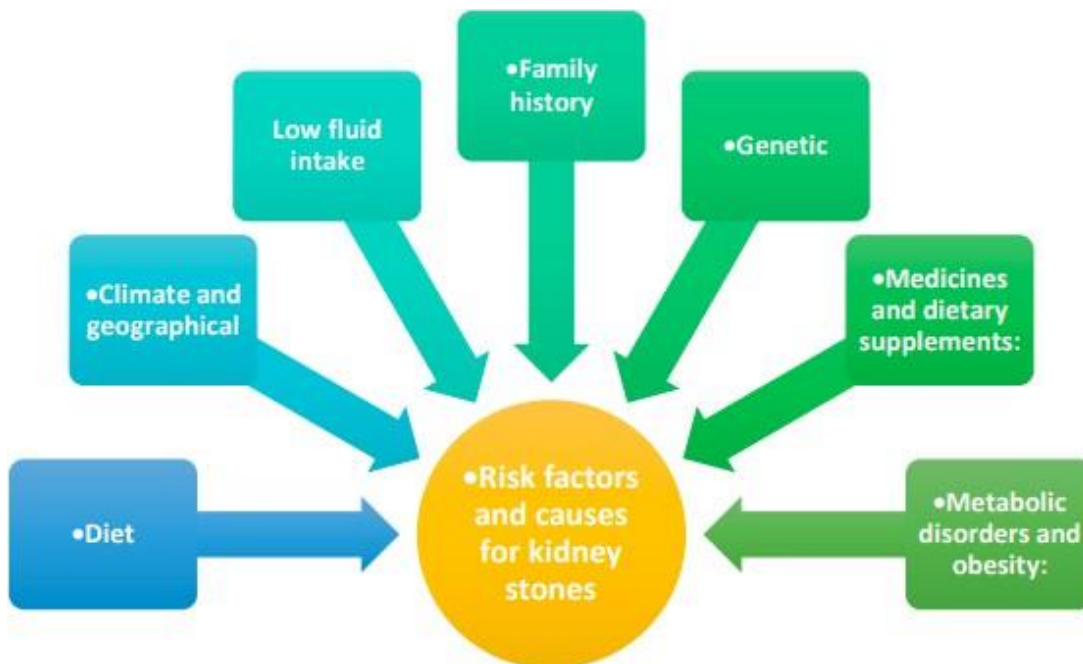 •Family
history
Low fluid
intake
•Genetic
•Climate and
geographical
•Medicines
and dietary
supplements:
•Diet
•Risk factors
and causes
for kidney
stones
•Metabolic
disorders and
obesity: